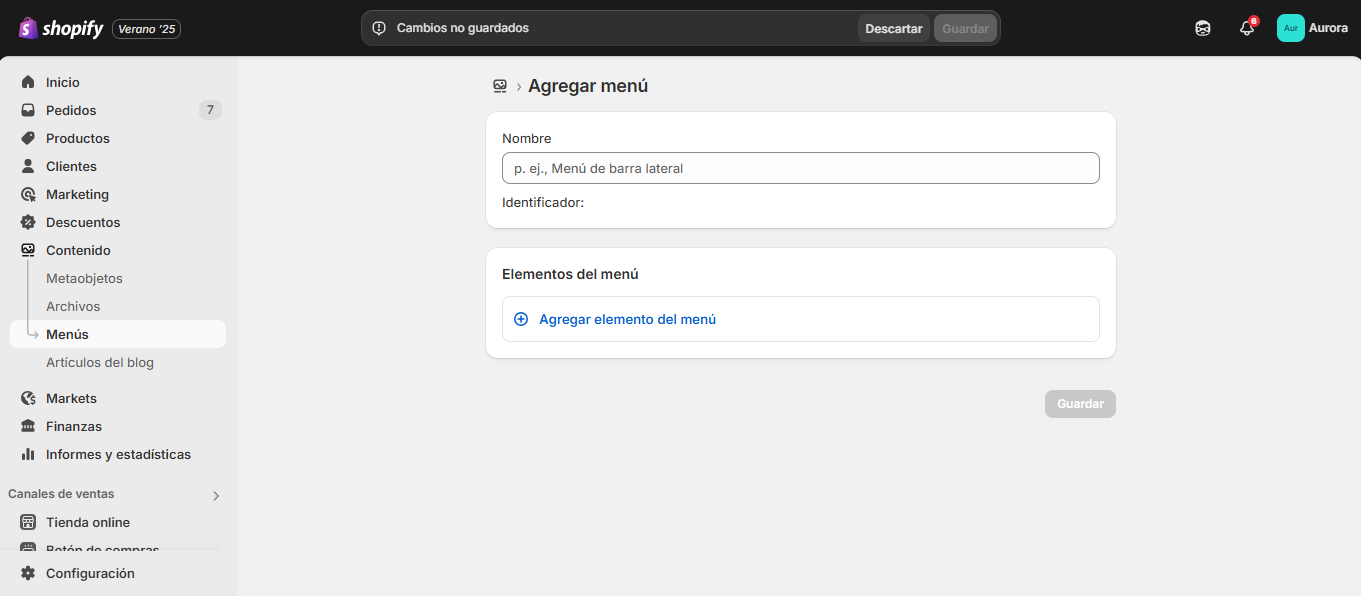 shopify Verano '25
Cambios no guardados Descartar Guardar
6
Aur Aurora
Inicio
Pedidos 7
Productos
Clientes
Marketing
Descuentos
Contenido
Metaobjetos
Archivos
Menús
Artículos del blog
Markets
Finanzas
Informes y estadísticas
Canales de ventas
Tienda online
Botón de compras
Configuración
Agregar menú
Nombre
p. ej., Menú de barra lateral
Identificador:
Elementos del menú
Agregar elemento del menú
Guardar